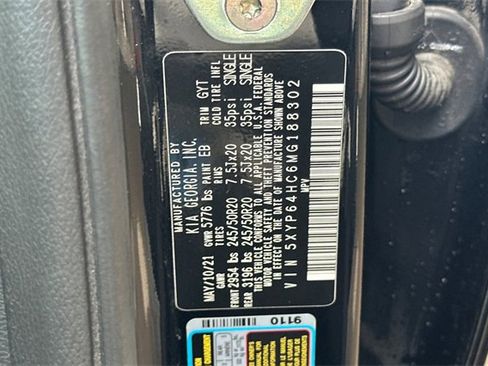 MANUFACTURED BY
KIA GEORGIA, INC.
MAY/10/21 GVWR 5776 lbs PAINT EB TRIM GYT
GAWR TIRES RIMS COLD TIRE INFL
FRONT 2954 lbs 245/50R20 7.5Jx20 35psi SINGLE
REAR 3196 lbs 245/50R20 7.5Jx20 35psi SINGLE
THIS VEHICLE CONFORMS TO ALL APPLICABLE U.S.A. FEDERAL
MOTOR VEHICLE SAFETY AND THEFT PREVENTION STANDARDS
IN EFFECT ON THE DATE OF MANUFACTURE SHOWN ABOVE
VIN 5XYP64HC6MG188302
MPV
9110